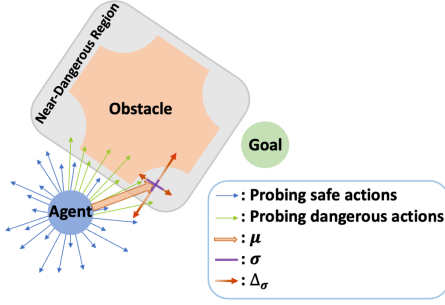 Near-Dangerous Region
Obstacle
Goal
Agent
: Probing safe actions
: Probing dangerous actions
: μ
: σ
: Δσ